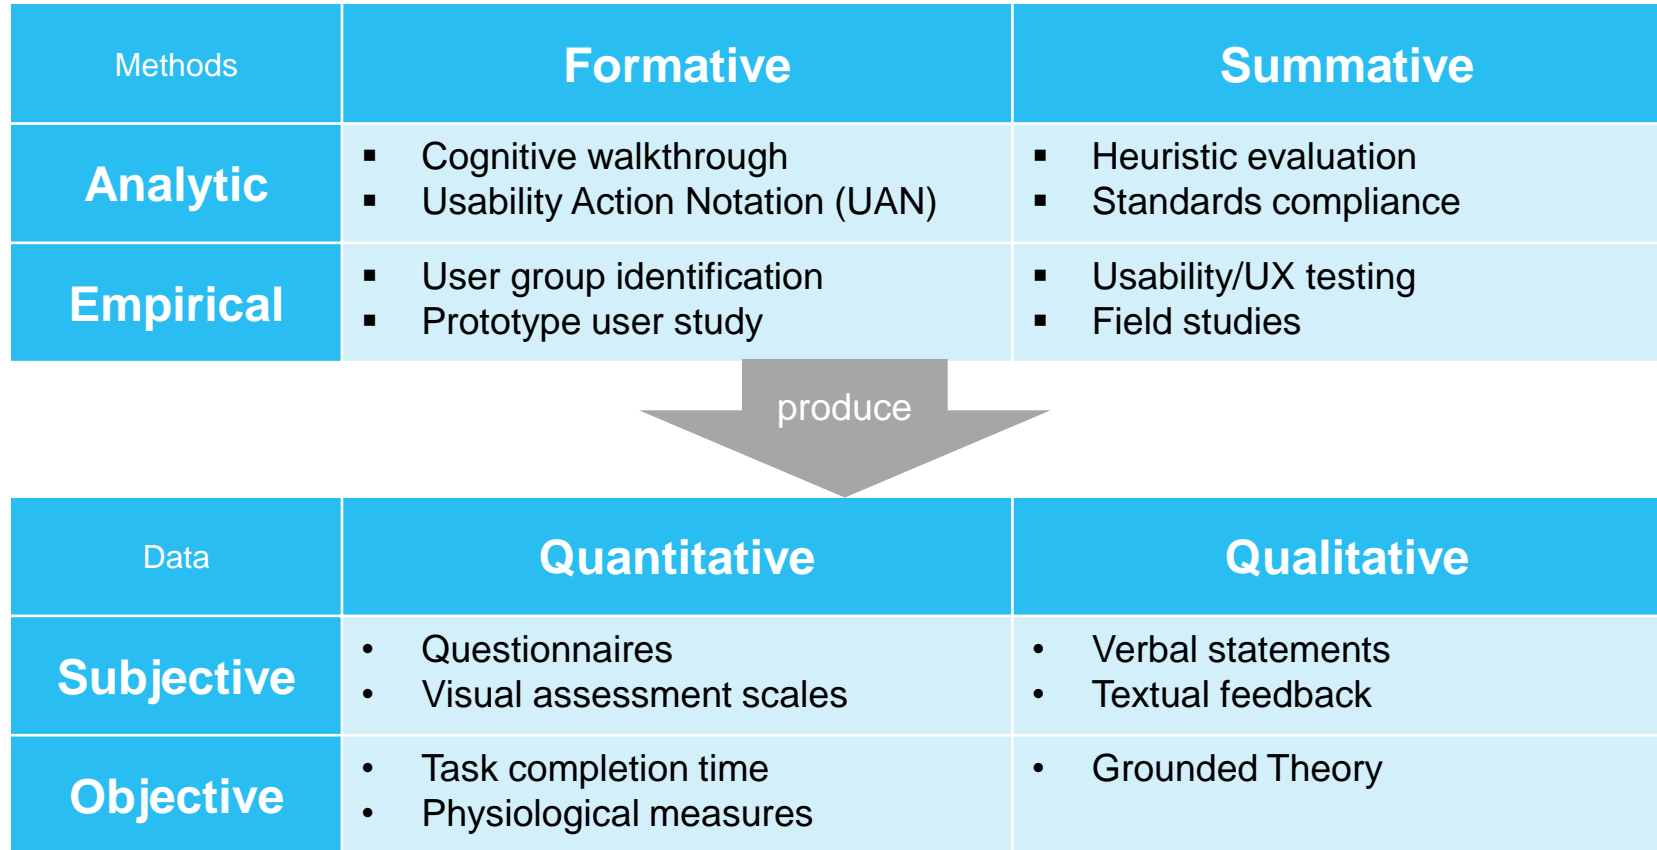 Methods
Formative
Summative
Analytic
▪ Cognitive walkthrough
▪ Usability Action Notation (UAN)
▪ Heuristic evaluation
▪ Standards compliance
Empirical
▪ User group identification
▪ Prototype user study
▪ Usability/UX testing
▪ Field studies
produce
Data
Quantitative
Qualitative
Subjective
• Questionnaires
• Visual assessment scales
• Verbal statements
• Textual feedback
Objective
• Task completion time
• Physiological measures
• Grounded Theory